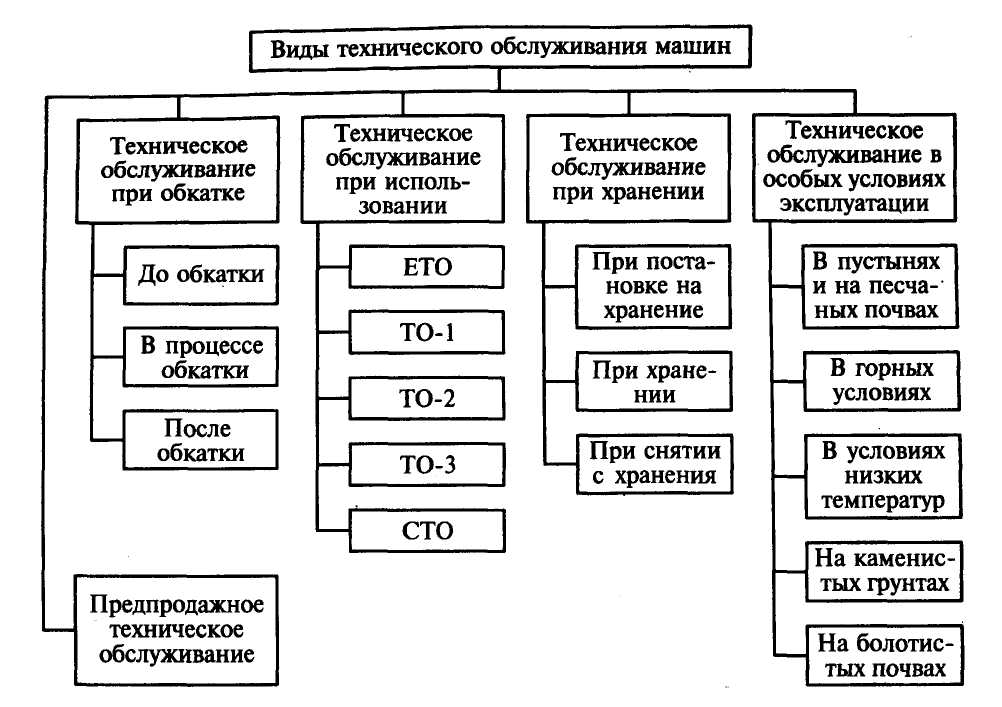 Виды технического обслуживания машин
Техническое
обслуживание
при обкатке
До обкатки
В процессе
обкатки
После
обкатки
Техническое
обслуживание
при исполь-
зовании
ЕТО
ТО-1
ТО-2
ТО-3
СТО
Техническое
обслуживание
при хранении
При поста-
новке на
хранение
При хране-
нии
При снятии
с хранения
Техническое
обслуживание в
особых условиях
эксплуатации
В пустынях
и на песча-
ных почвах
В горных
условиях
В условиях
низких
температур
На каменис-
тых грунтах
На болотис-
тых почвах
Предпродажное
техническое
обслуживание